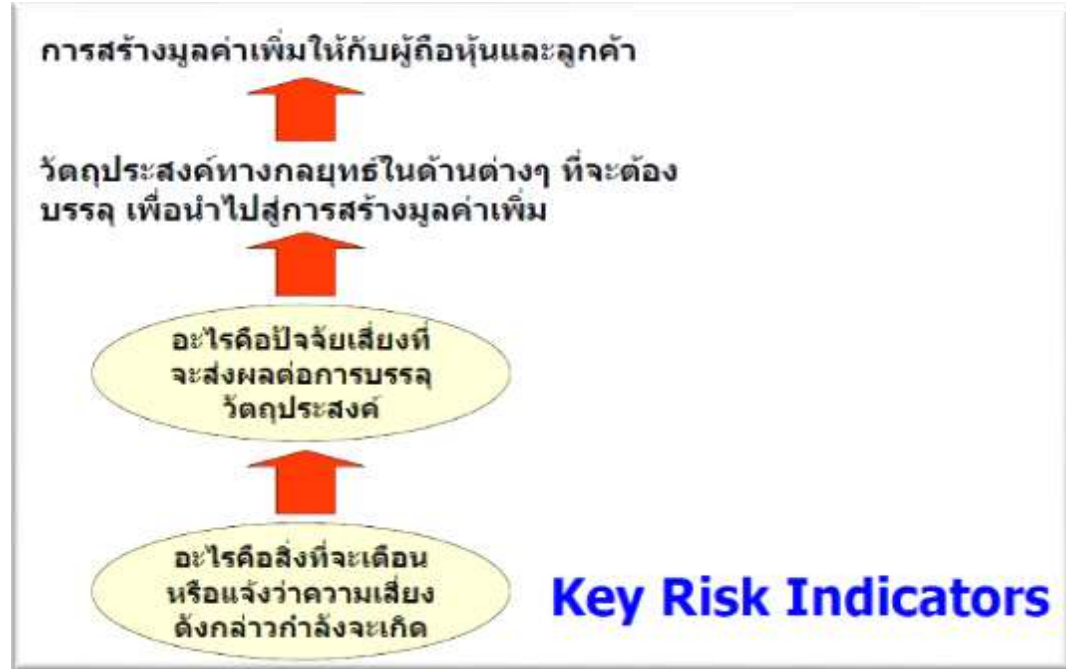 การสร้างมูลค่าเพิ่มให้กับผู้ถือหุ้นและลูกค้า
วัตถุประสงค์ทางกลยุทธ์ในด้านต่างๆ ที่จะต้อง
บรรลุ เพื่อนำไปสู่การสร้างมูลค่าเพิ่ม
อะไรคือปัจจัยเสี่ยงที่
จะส่งผลต่อการบรรลุ
วัตถุประสงค์
อะไรคือสิ่งที่จะเตือน
หรือแจ้งว่าความเสี่ยง
ดังกล่าวกำลังจะเกิด
Key Risk Indicators